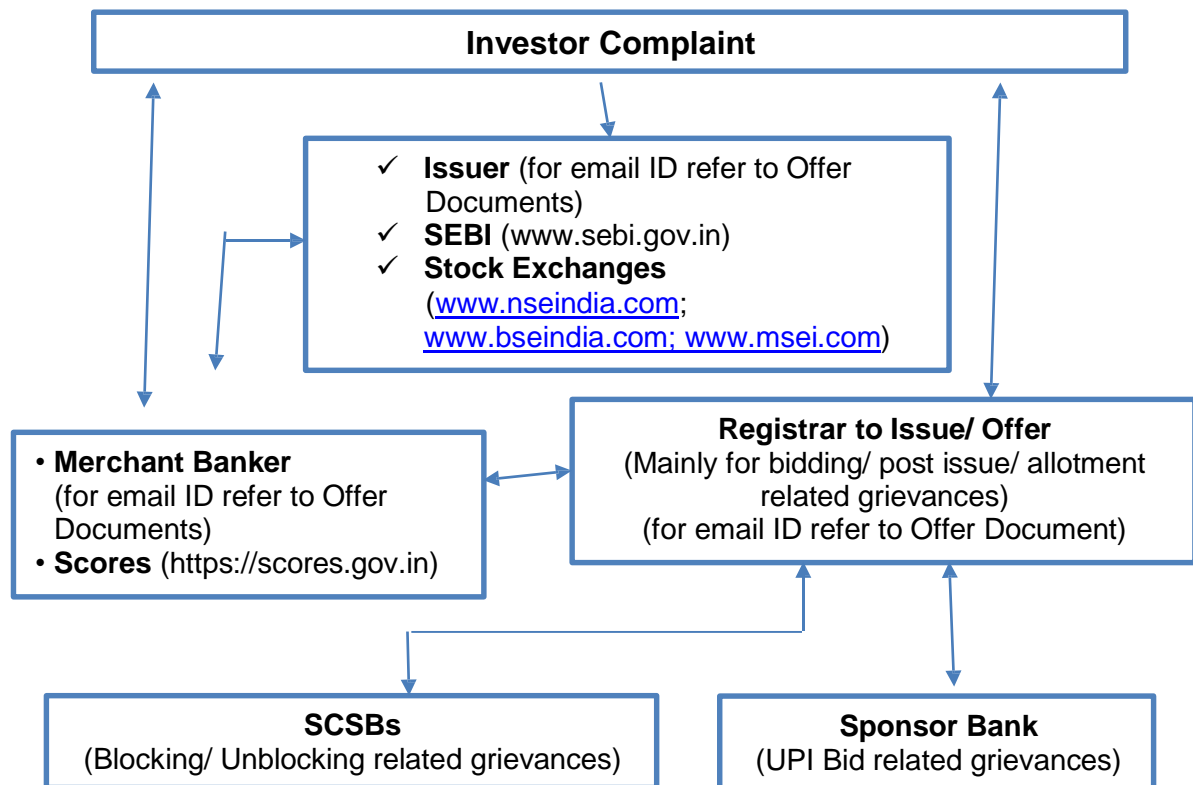 Investor Complaint
✓ Issuer (for email ID refer to Offer
Documents)
✓ SEBI (www.sebi.gov.in)
✓ Stock Exchanges
(www.nseindia.com;
www.bseindia.com; www.msei.com)
• Merchant Banker
(for email ID refer to Offer
Documents)
• Scores (https://scores.gov.in)
Registrar to Issue/ Offer
(Mainly for bidding/ post issue/ allotment
related grievances)
(for email ID refer to Offer Document)
SCSBs
(Blocking/ Unblocking related grievances)
Sponsor Bank
(UPI Bid related grievances)